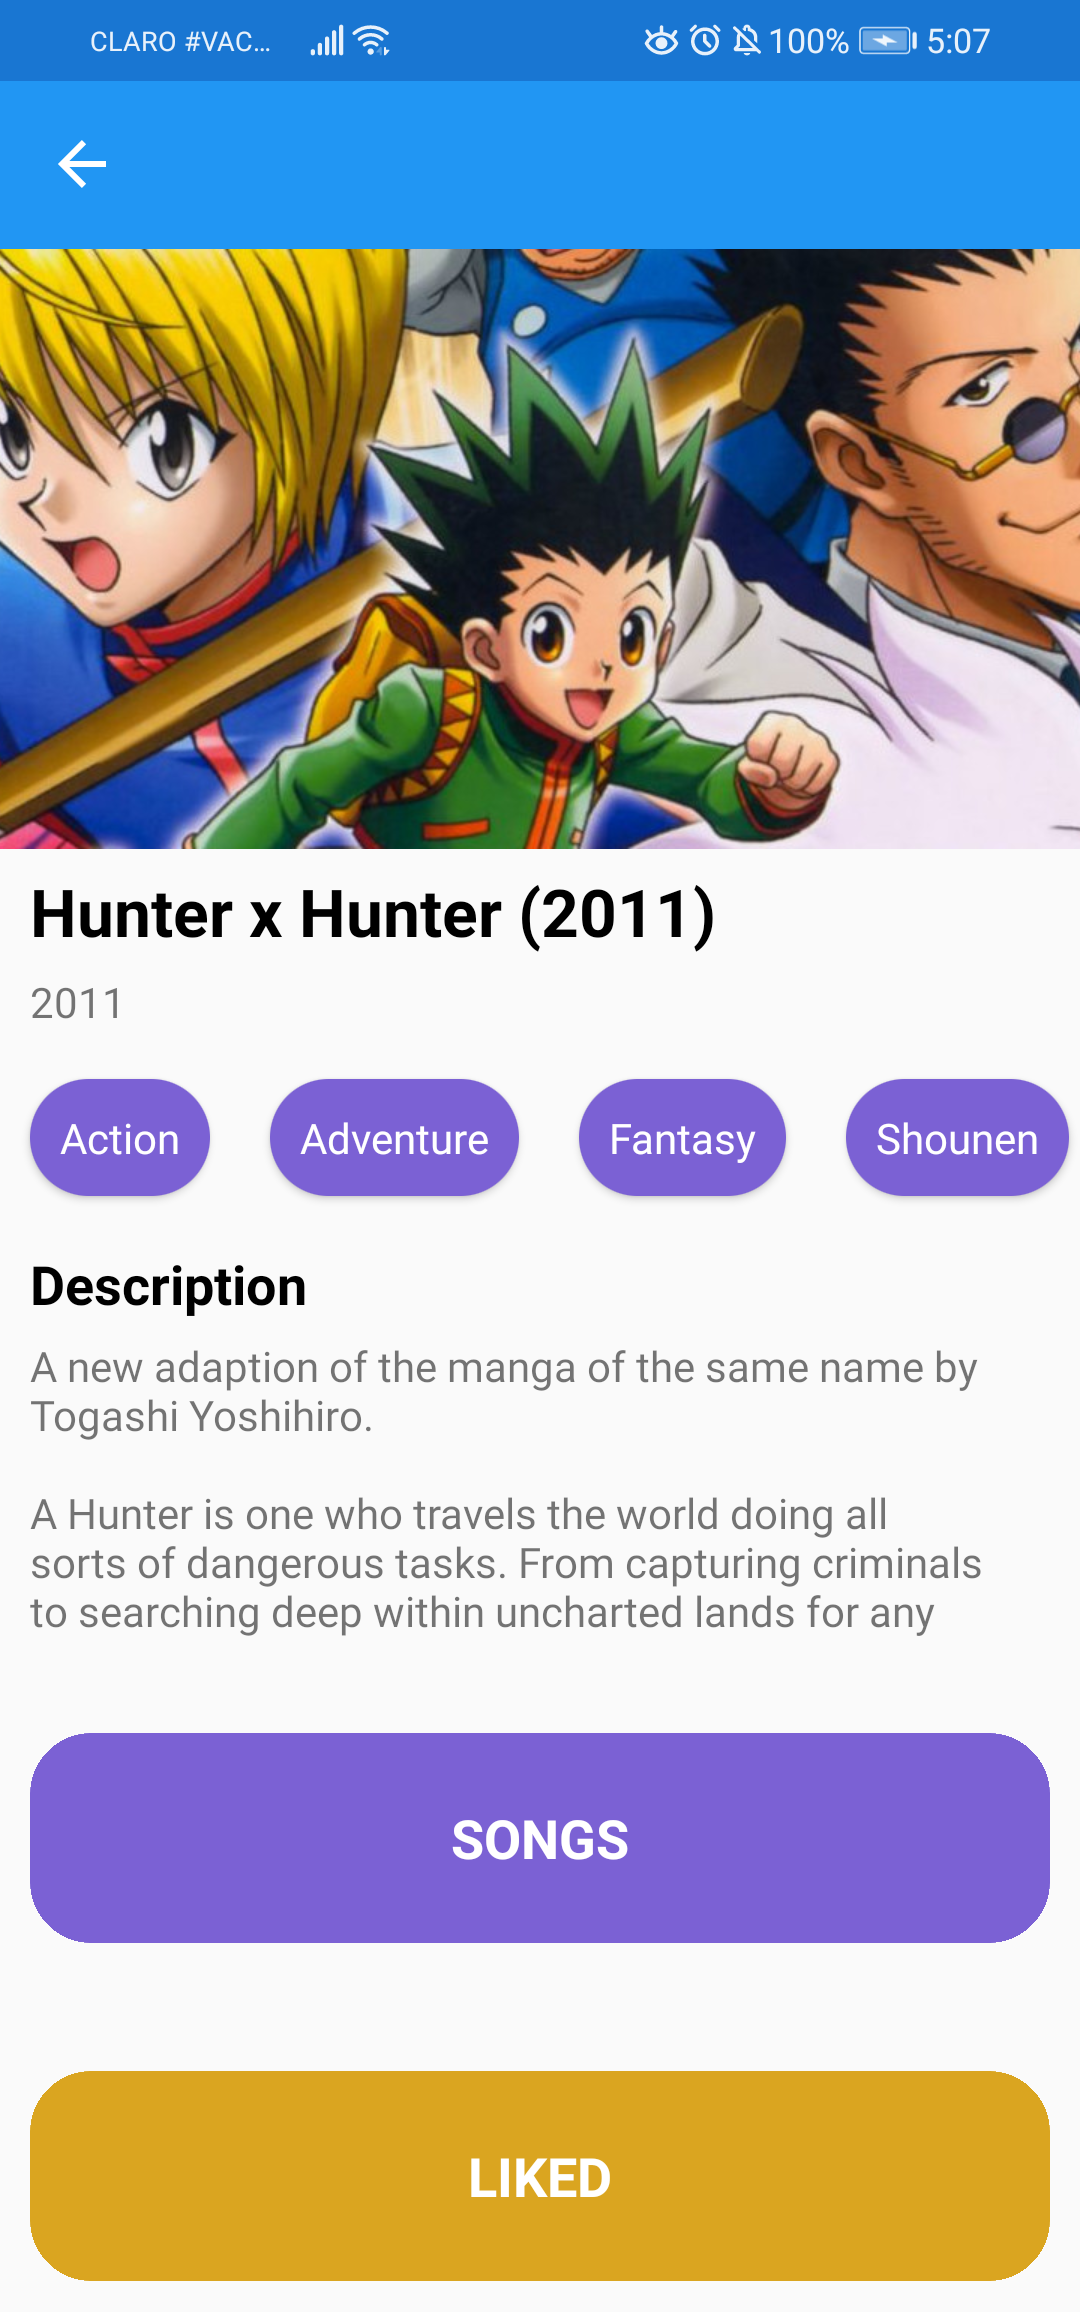 CLARO #VAC...
100%
5:07
Hunter x Hunter (2011)
2011
Action
Adventure
Fantasy
Shounen
Description
A new adaption of the manga of the same name by
Togashi Yoshihiro.
A Hunter is one who travels the world doing all
sorts of dangerous tasks. From capturing criminals
to searching deep within uncharted lands for any
SONGS
LIKED